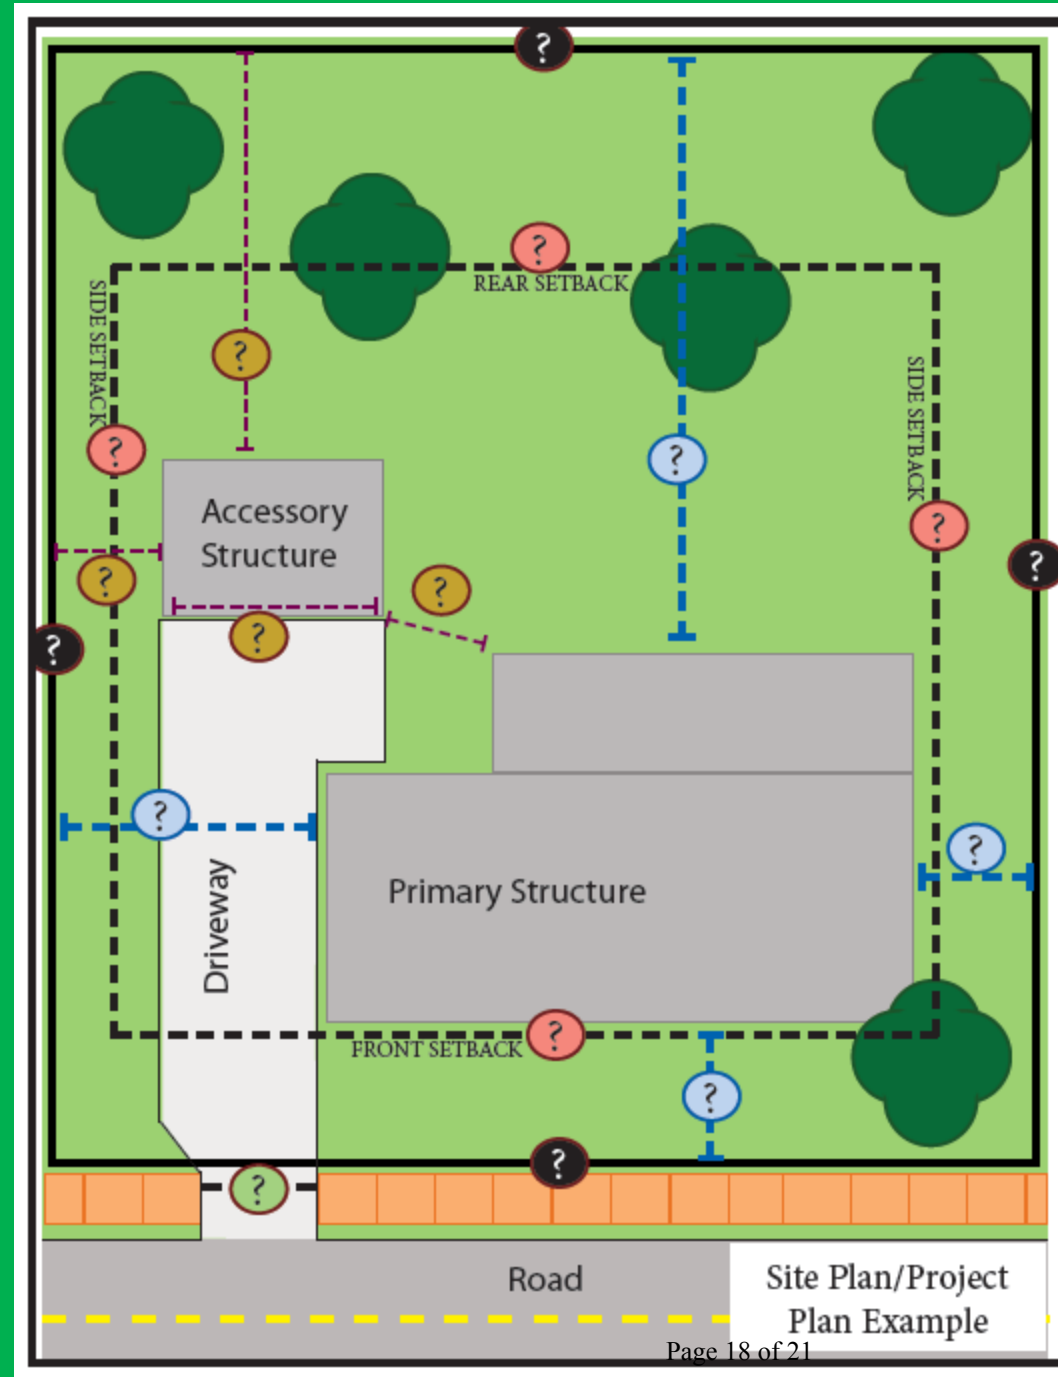 ?
?
REAR SETBACK
SIDE SETBACK
?
SIDE SETBACK
?
?
Accessory
Structure
?
?
?
?
?
?
?
?
?
Driveway
Primary Structure
?
FRONT SETBACK
?
?
?
Road
Site Plan/Project
Plan Example
Page 18 of 21